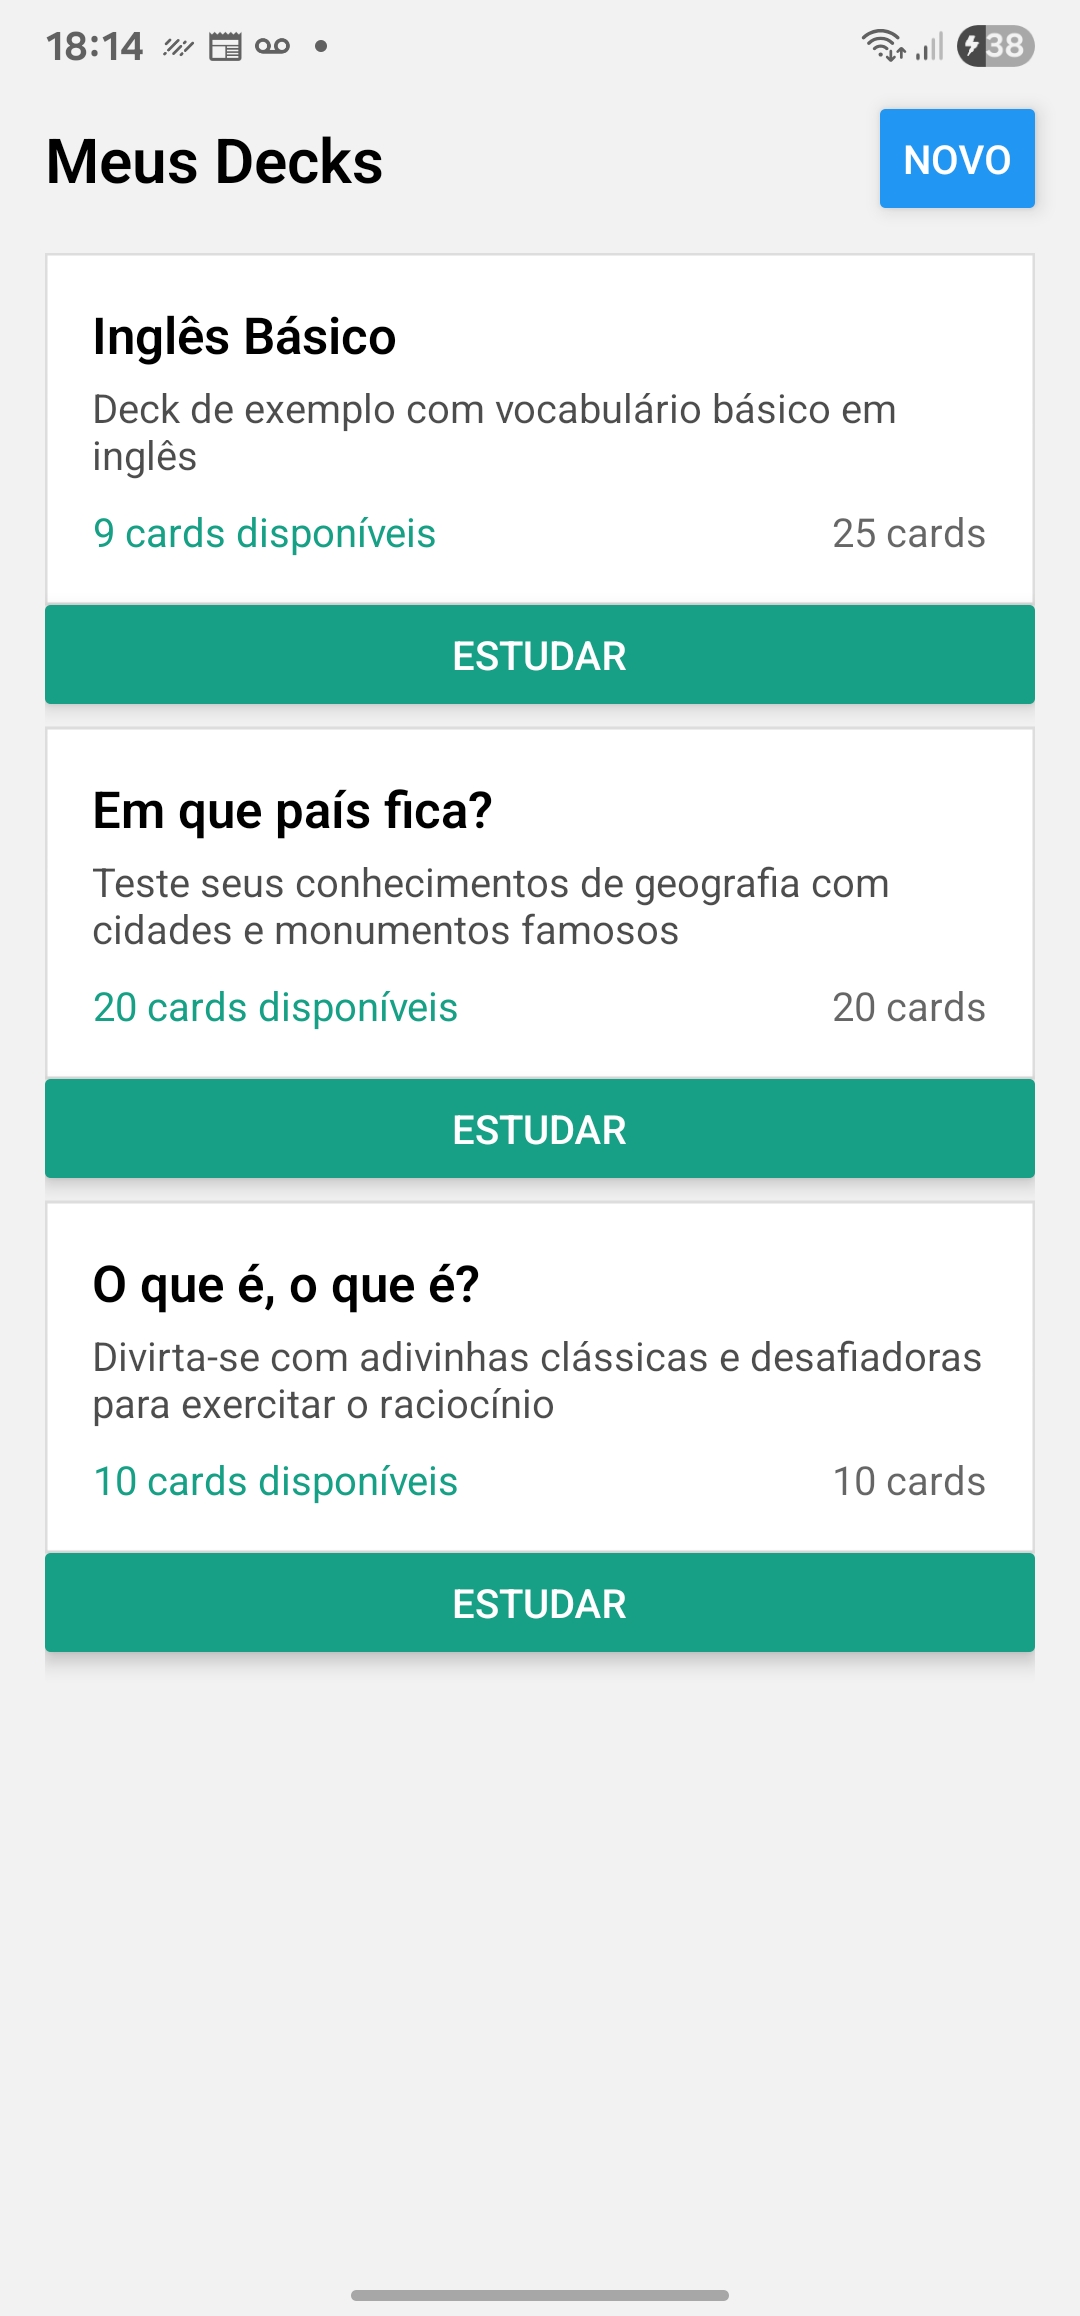 18:14
38
Meus Decks
NOVO
Inglês Básico
Deck de exemplo com vocabulário básico em
inglês
9 cards disponíveis
25 cards
ESTUDAR
Em que país fica?
Teste seus conhecimentos de geografia com
cidades e monumentos famosos
20 cards disponíveis
20 cards
ESTUDAR
O que é, o que é?
Divirta-se com adivinhas clássicas e desafiadoras
para exercitar o raciocínio
10 cards disponíveis
10 cards
ESTUDAR